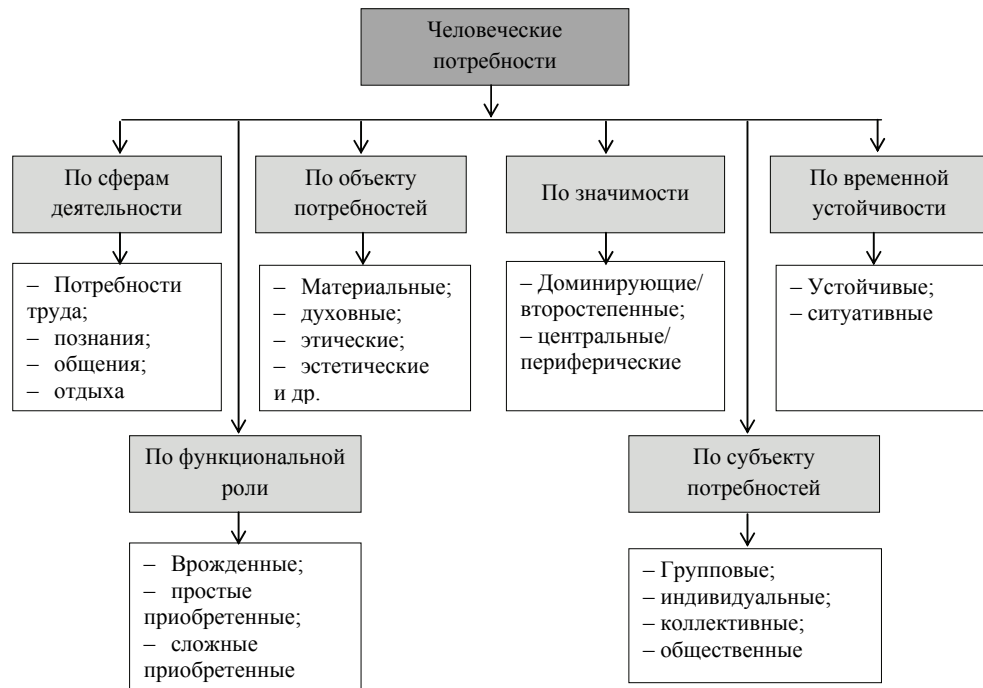 Человеческие
потребности
По сферам
деятельности
По объекту
потребностей
По значимости
По временной
устойчивости
– Потребности
труда;
– познания;
– общения;
– отдыха
– Материальные;
– духовные;
– этические;
– эстетические
и др.
– Доминирующие/
второстепенные;
– центральные/
периферические
– Устойчивые;
– ситуативные
По функциональной
роли
По субъекту
потребностей
– Врожденные;
– простые
приобретенные;
– сложные
приобретенные
– Групповые;
– индивидуальные;
– коллективные;
– общественные